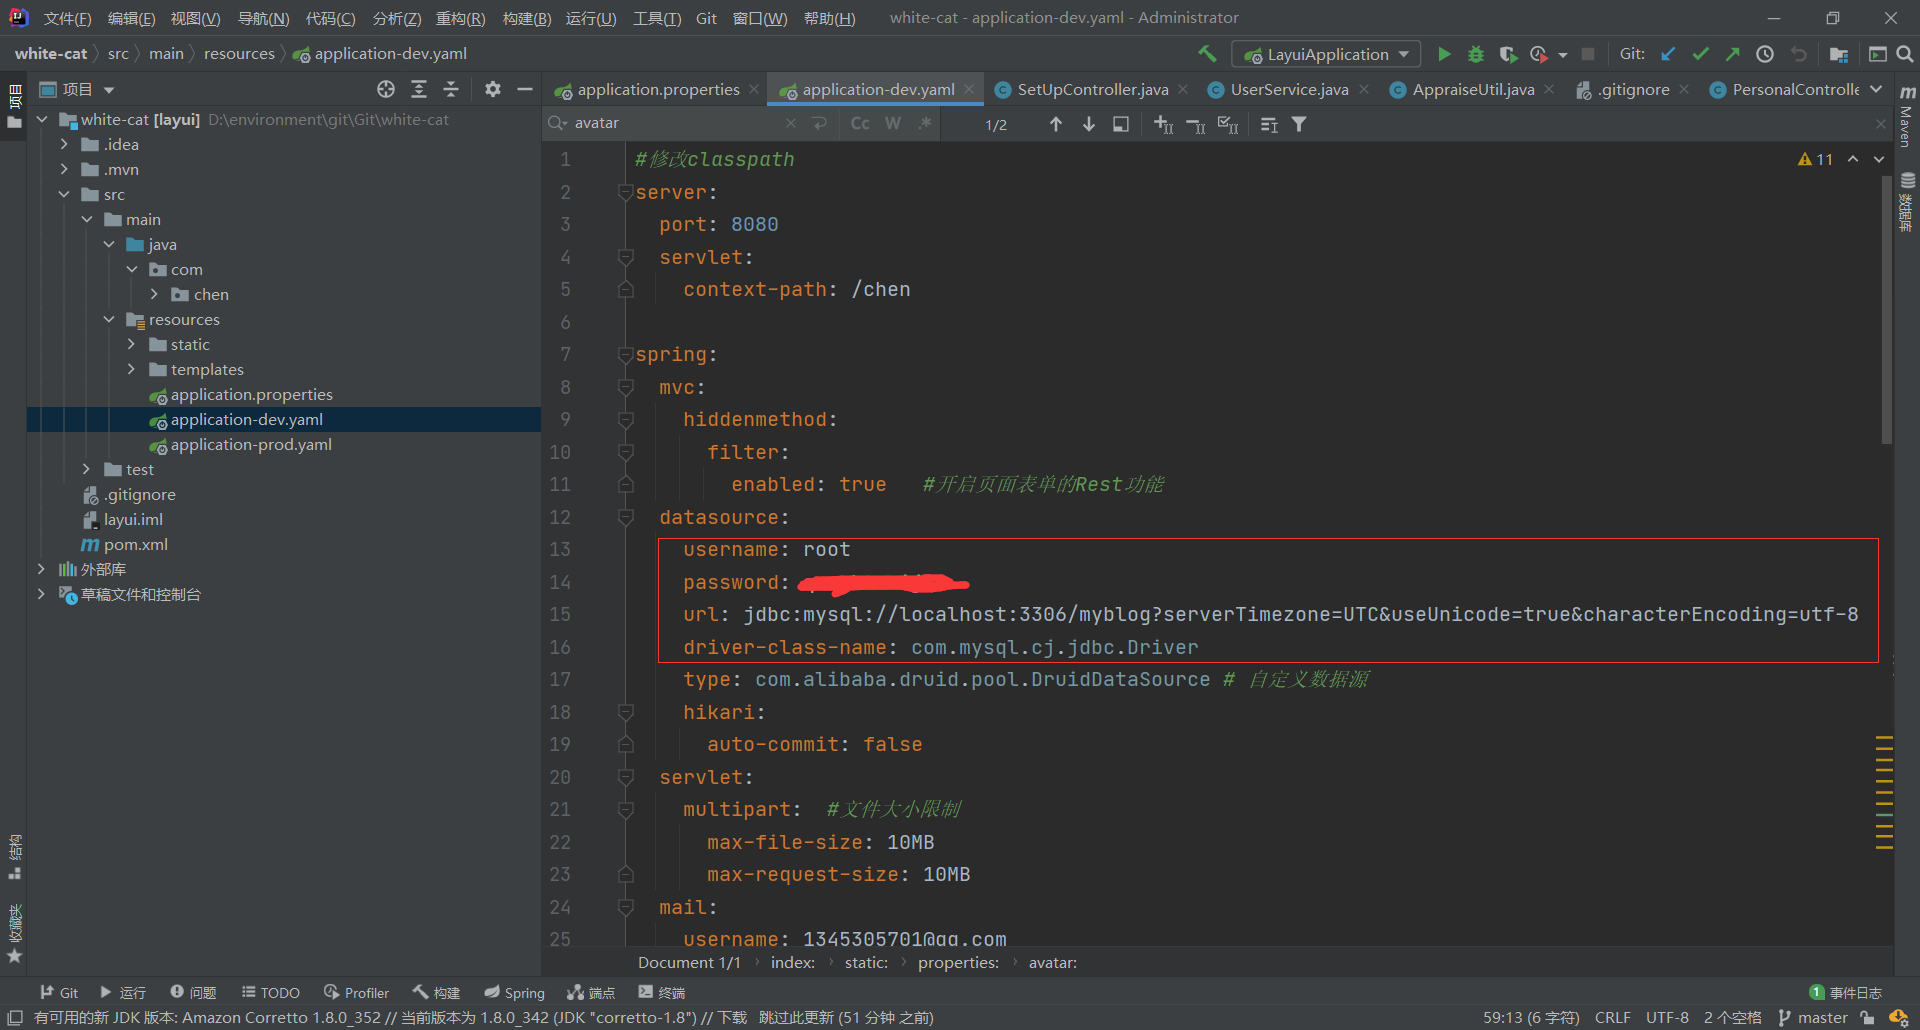 文件(F) 编辑(E) 视图(V) 导航(N) 代码(C) 分析(Z) 重构(R) 构建(B) 运行(U) 工具(T) Git 窗口(W) 帮助(H) white-cat - application-dev.yaml - Administrator
white-cat src main resources application-dev.yaml LayuiApplication Git:
项目 application.properties application-dev.yaml SetUpController.java UserService.java AppraiseUtil.java .gitignore PersonalControlle
avatar Cc W .* 1/2
项目
结构
收藏夹
Maven
数据库
white-cat [layui] D:\environment\git\Git\white-cat
.idea
.mvn
src
main
java
com
chen
resources
static
templates
application.properties
application-dev.yaml
application-prod.yaml
test
.gitignore
layui.iml
pom.xml
外部库
草稿文件和控制台
11
1 #修改classpath
2 server:
3 port: 8080
4 servlet:
5 context-path: /chen
6
7 spring:
8 mvc:
9 hiddenmethod:
10 filter:
11 enabled: true #开启页面表单的Rest功能
12 datasource:
13 username: root
14 password:
15 url: jdbc:mysql://localhost:3306/myblog?serverTimezone=UTC&useUnicode=true&characterEncoding=utf-8
16 driver-class-name: com.mysql.cj.jdbc.Driver
17 type: com.alibaba.druid.pool.DruidDataSource # 自定义数据源
18 hikari:
19 auto-commit: false
20 servlet:
21 multipart: #文件大小限制
22 max-file-size: 10MB
23 max-request-size: 10MB
24 mail:
25 username: 1345305701@qq.com
Document 1/1 index: static: properties: avatar:
Git 运行 问题 TODO Profiler 构建 Spring 端点 终端 1 事件日志
有可用的新 JDK 版本: Amazon Corretto 1.8.0_352 // 当前版本为 1.8.0_342 (JDK "corretto-1.8") // 下载 跳过此更新 (51 分钟 之前) 59:13 (6 字符) CRLF UTF-8 2 个空格 master